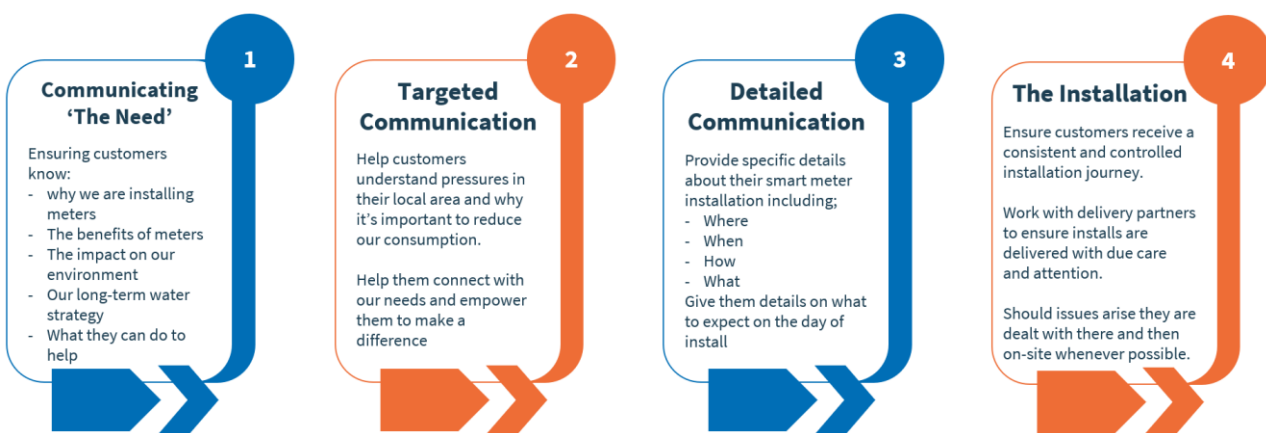 1
Communicating
‘The Need’
Ensuring customers
know:
- why we are installing
meters
- The benefits of meters
- The impact on our
environment
- Our long-term water
strategy
- What they can do to
help
2
Targeted
Communication
Help customers
understand pressures in
their local area and why
it’s important to reduce
our consumption.
Help them connect with
our needs and empower
them to make a
difference
3
Detailed
Communication
Provide specific details
about their smart meter
installation including;
- Where
- When
- How
- What
Give them details on what
to expect on the day of
install
4
The Installation
Ensure customers receive a
consistent and controlled
installation journey.
Work with delivery partners
to ensure installs are
delivered with due care
and attention.
Should issues arise they are
dealt with there and then
on-site whenever possible.